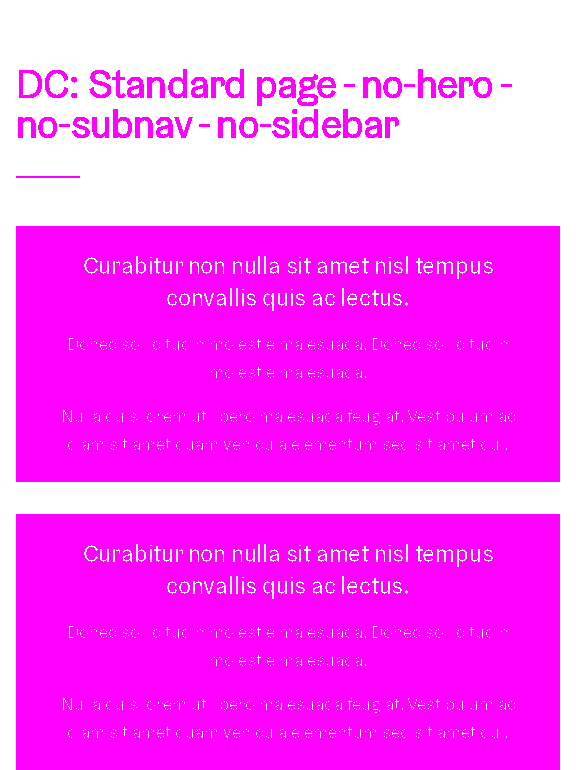 DC: Standard page - no-hero -
no-subnav - no-sidebar
Curabitur non nulla sit amet nisl tempus
convallis quis ac lectus.
Donec sollicitudin molestie malesuada. Donec sollicitudin
molestie malesuada.
Nulla quis lorem ut libero malesuada feugiat. Vestibulum ac
diam sit amet quam vehicula elementum sed sit amet dui.
Curabitur non nulla sit amet nisl tempus
convallis quis ac lectus.
Donec sollicitudin molestie malesuada. Donec sollicitudin
molestie malesuada.
Nulla quis lorem ut libero malesuada feugiat. Vestibulum ac
diam sit amet quam vehicula elementum sed sit amet dui.